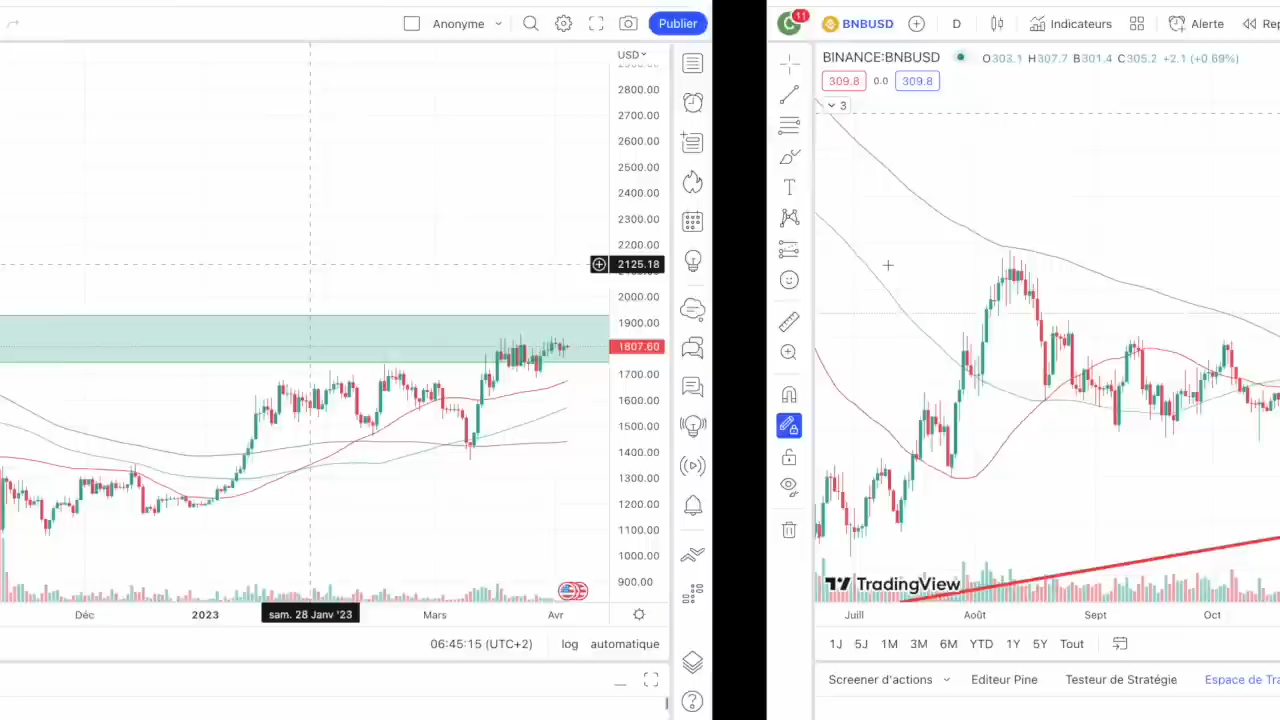 Anonyme
Publier
USD
2900.00
2800.00
2700.00
2600.00
2500.00
2400.00
2300.00
2200.00
2125.18
2000.00
1900.00
1807.60
1700.00
1600.00
1500.00
1400.00
1300.00
1200.00
1100.00
1000.00
900.00
Déc
2023
sam. 28 Janv '23
Mars
Avr
06:45:15 (UTC+2)
log
automatique
11
BNBUSD
D
Indicateurs
Alerte
BINANCE:BNBUSD
O303.1 H307.7 B301.4 C305.2 +2.1 (+0.69%)
309.8
0.0
309.8
3
TradingView
Juill
Août
Sept
Oct
1J
5J
1M
3M
6M
YTD
1Y
5Y
Tout
Screener d'actions
Editeur Pine
Testeur de Stratégie
Espace de